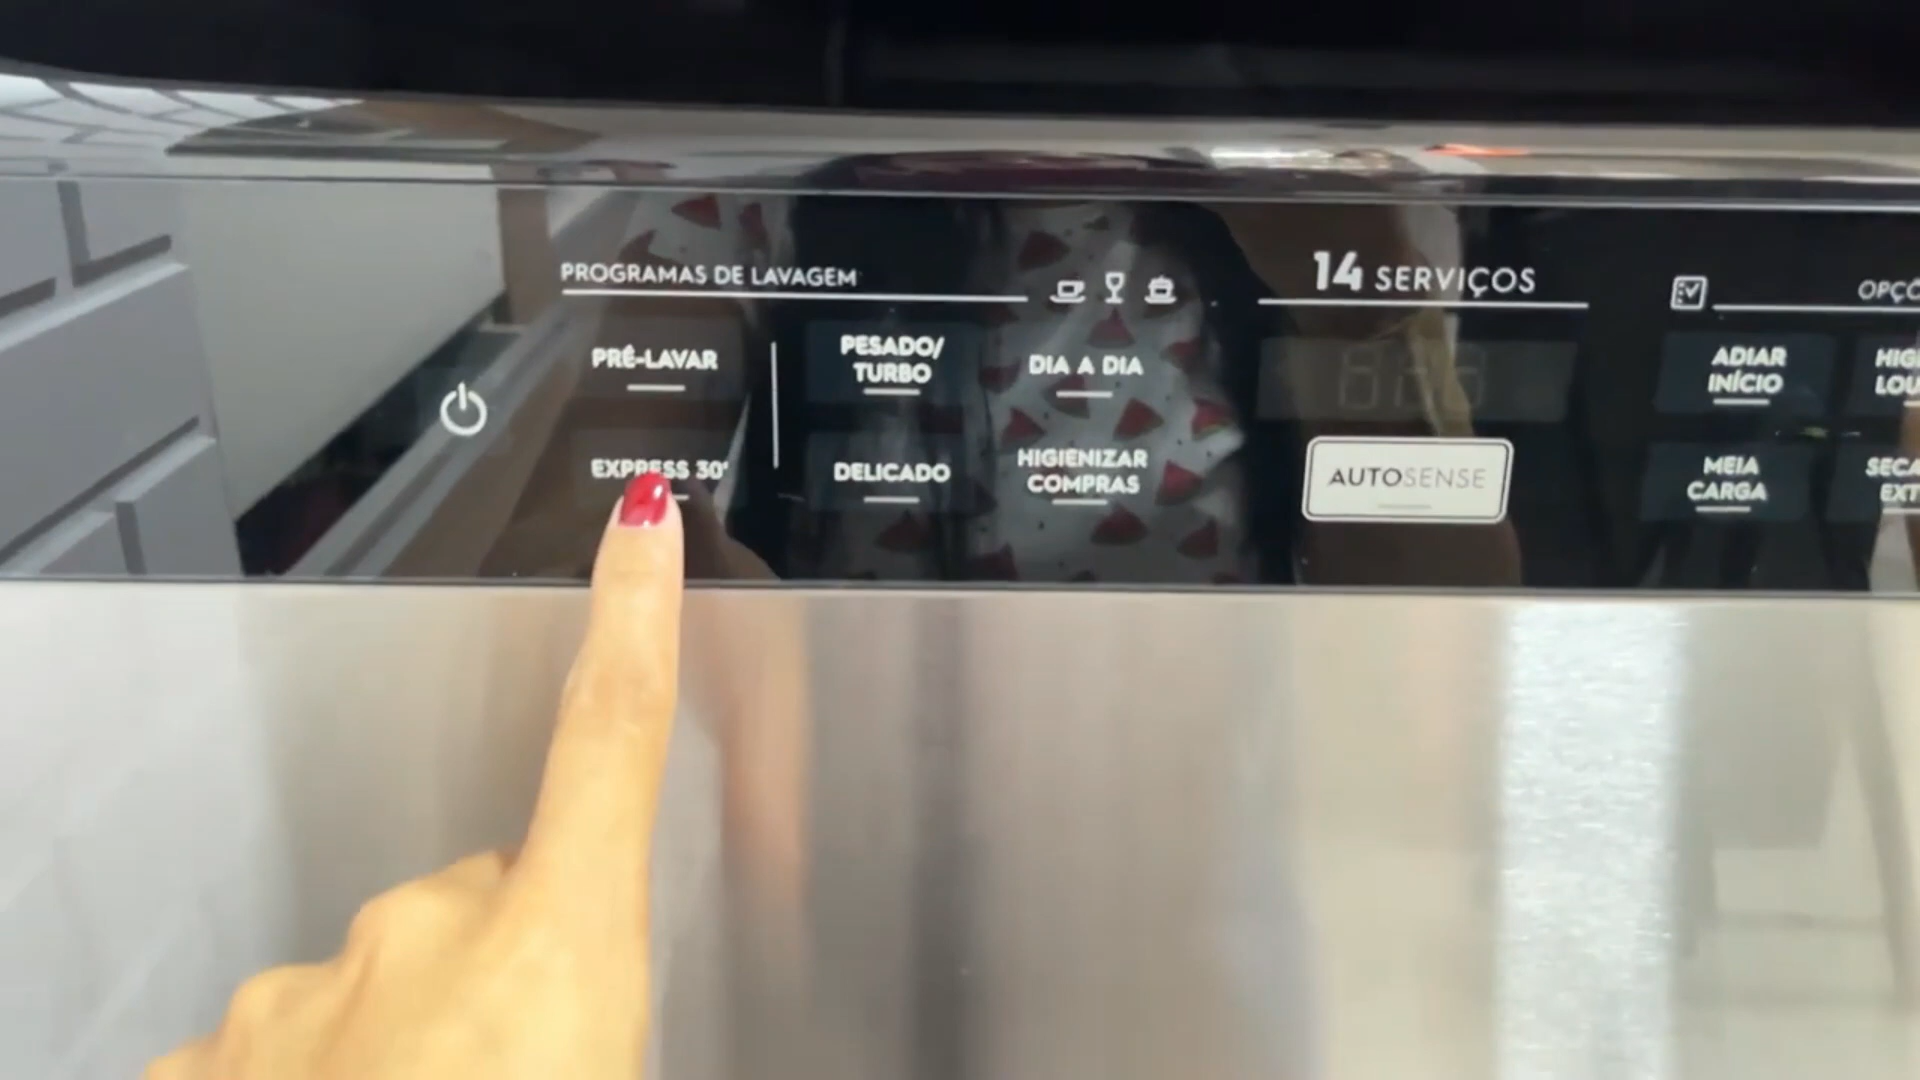 PROGRAMAS DE LAVAGEM
14 SERVIÇOS
PRÉ-LAVAR
PESADO/
TURBO
DIA A DIA
ADIAR
INÍCIO
EXPRESS 30'
DELICADO
HIGIENIZAR
COMPRAS
AUTOSENSE
MEIA
CARGA